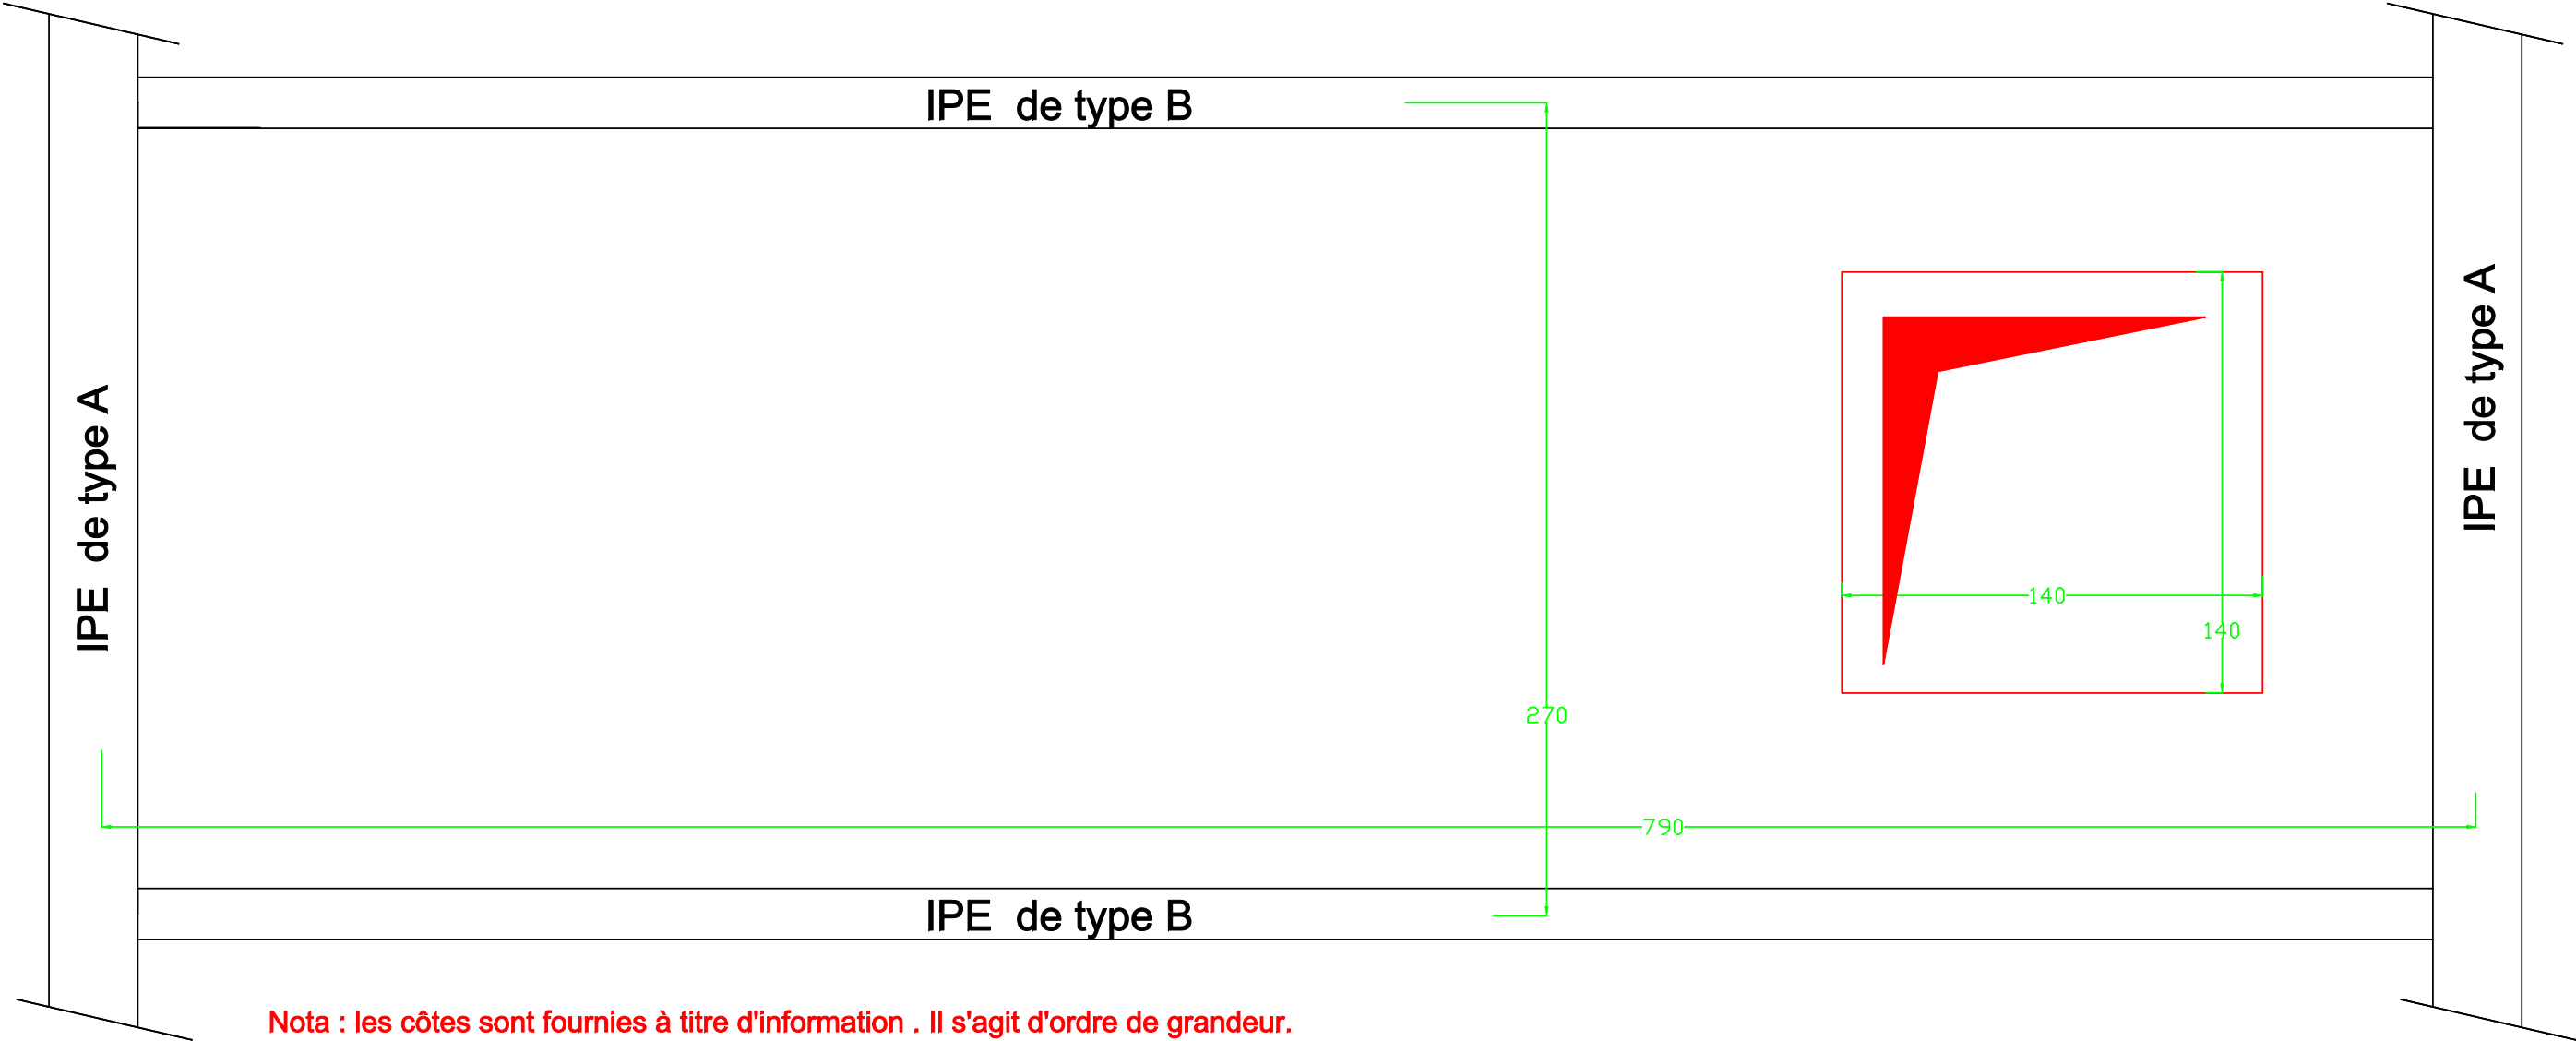 IPE  de type B
IPE  de type A
IPE  de type A
140
140
270
790
IPE  de type B
Nota : les côtes sont fournies à titre d'information . Il s'agit d'ordre de grandeur.